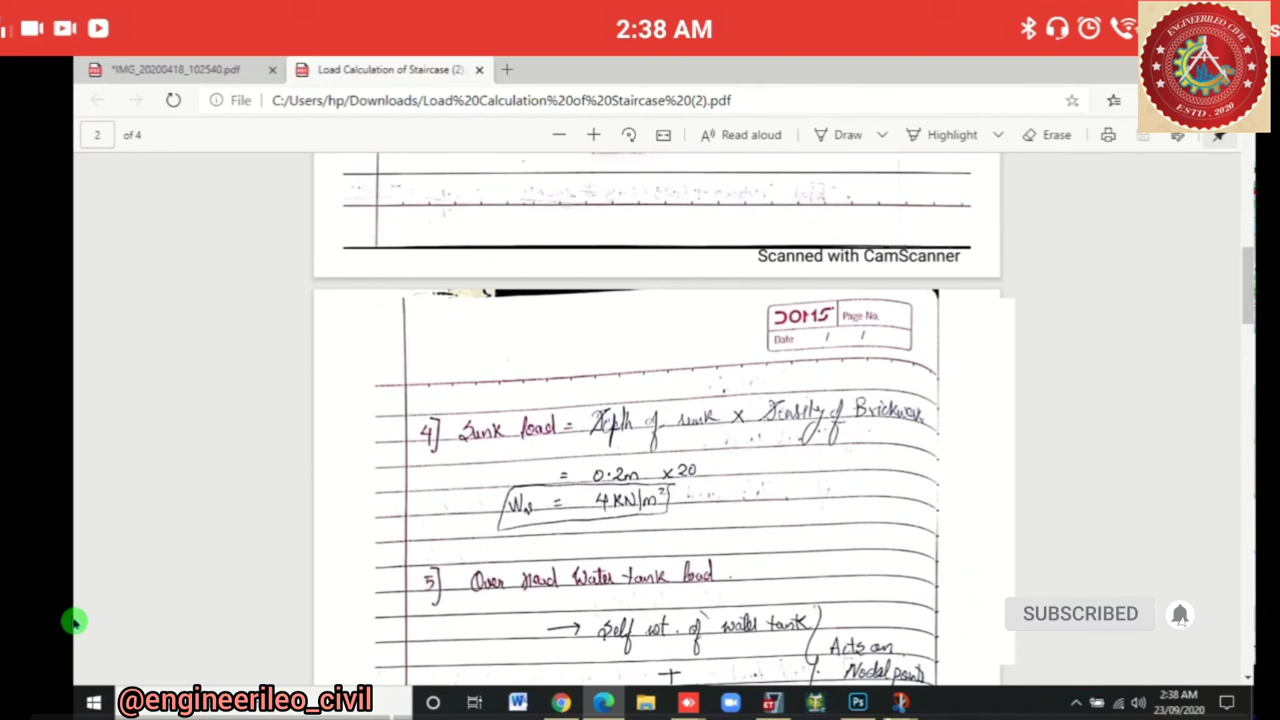 2:38 AM
ENGINEERILEO CIVIL
ESTD. 2020
*IMG_20200418_102540.pdf
Load Calculation of Staircase (2)
File C:/Users/hp/Downloads/Load%20Calculation%20of%20Staircase%20(2).pdf
2 of 4 Read aloud Draw Highlight Erase
Scanned with CamScanner
DOMS Page No.
Date / /
4] Sunk load = Depth of sunk × Density of Brickwork
= 0.2m × 20
= 4 KN/m²
5] Over Head Water tank load.
→ Self wt. of water tank
+
Acts on
Nodal points
SUBSCRIBED
@engineerileo_civil
2:38 AM
23/09/2020